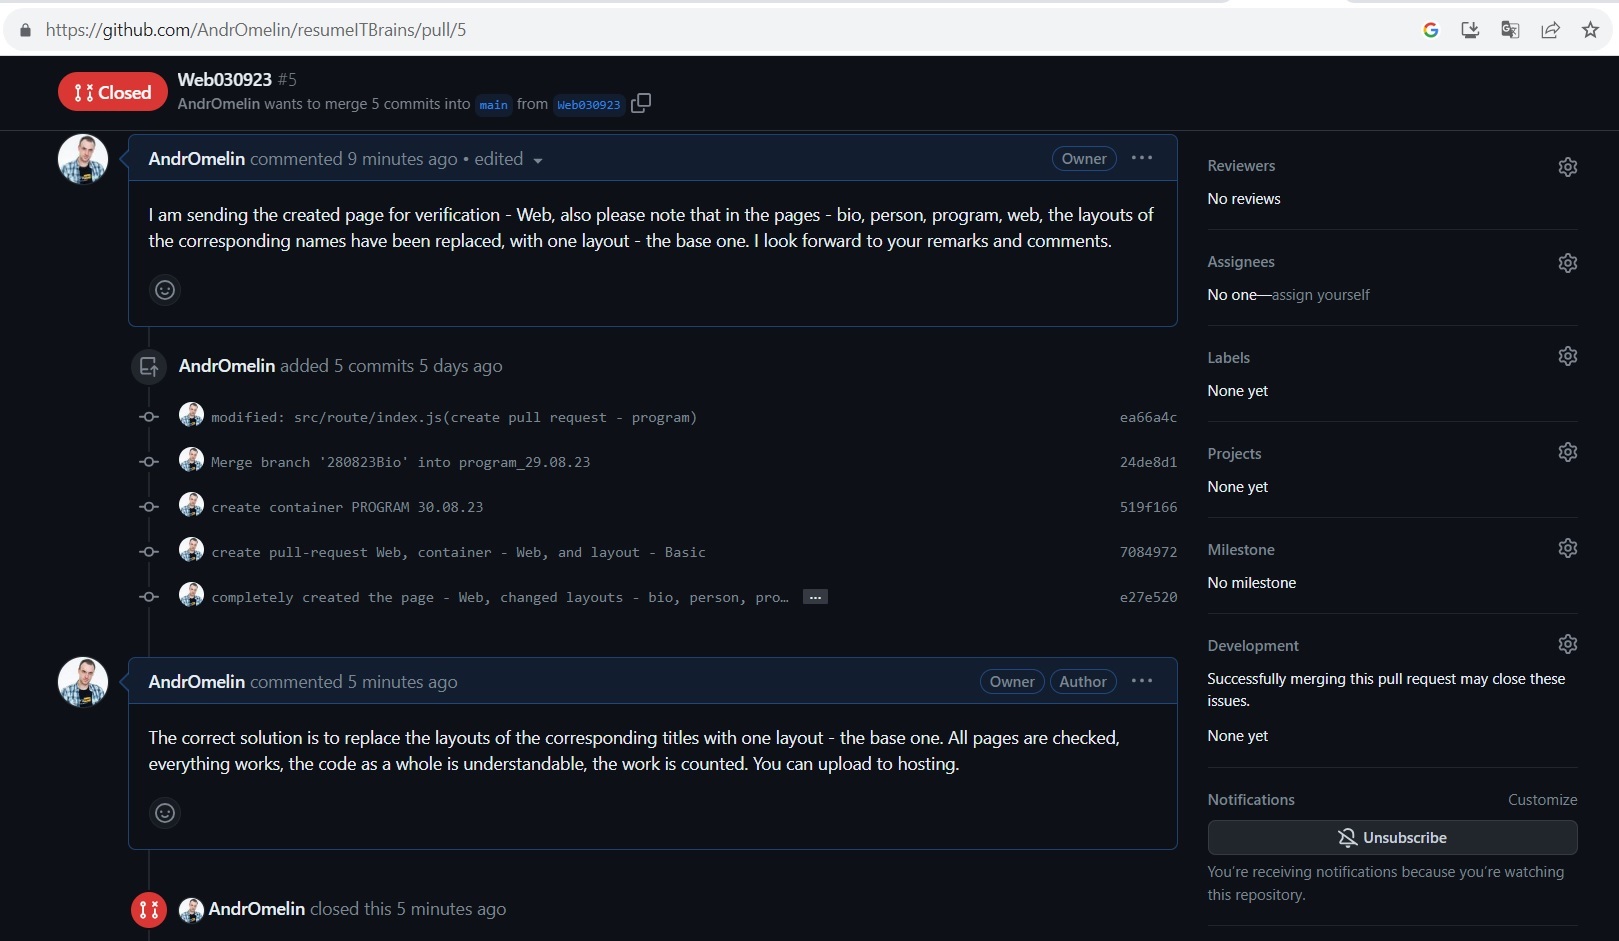 https://github.com/AndrOmelin/resumeITBrains/pull/5
Closed
Web030923 #5
AndrOmelin wants to merge 5 commits into main from Web030923
AndrOmelin commented 9 minutes ago • edited
Owner
I am sending the created page for verification - Web, also please note that in the pages - bio, person, program, web, the layouts of
the corresponding names have been replaced, with one layout - the base one. I look forward to your remarks and comments.
AndrOmelin added 5 commits 5 days ago
modified: src/route/index.js(create pull request - program) ea66a4c
Merge branch '280823Bio' into program_29.08.23 24de8d1
create container PROGRAM 30.08.23 519f166
create pull-request Web, container - Web, and layout - Basic 7084972
completely created the page - Web, changed layouts - bio, person, pro… ... e27e520
AndrOmelin commented 5 minutes ago
Owner Author
The correct solution is to replace the layouts of the corresponding titles with one layout - the base one. All pages are checked,
everything works, the code as a whole is understandable, the work is counted. You can upload to hosting.
AndrOmelin closed this 5 minutes ago
Reviewers
No reviews
Assignees
No one—assign yourself
Labels
None yet
Projects
None yet
Milestone
No milestone
Development
Successfully merging this pull request may close these
issues.
None yet
Notifications Customize
Unsubscribe
You're receiving notifications because you're watching
this repository.